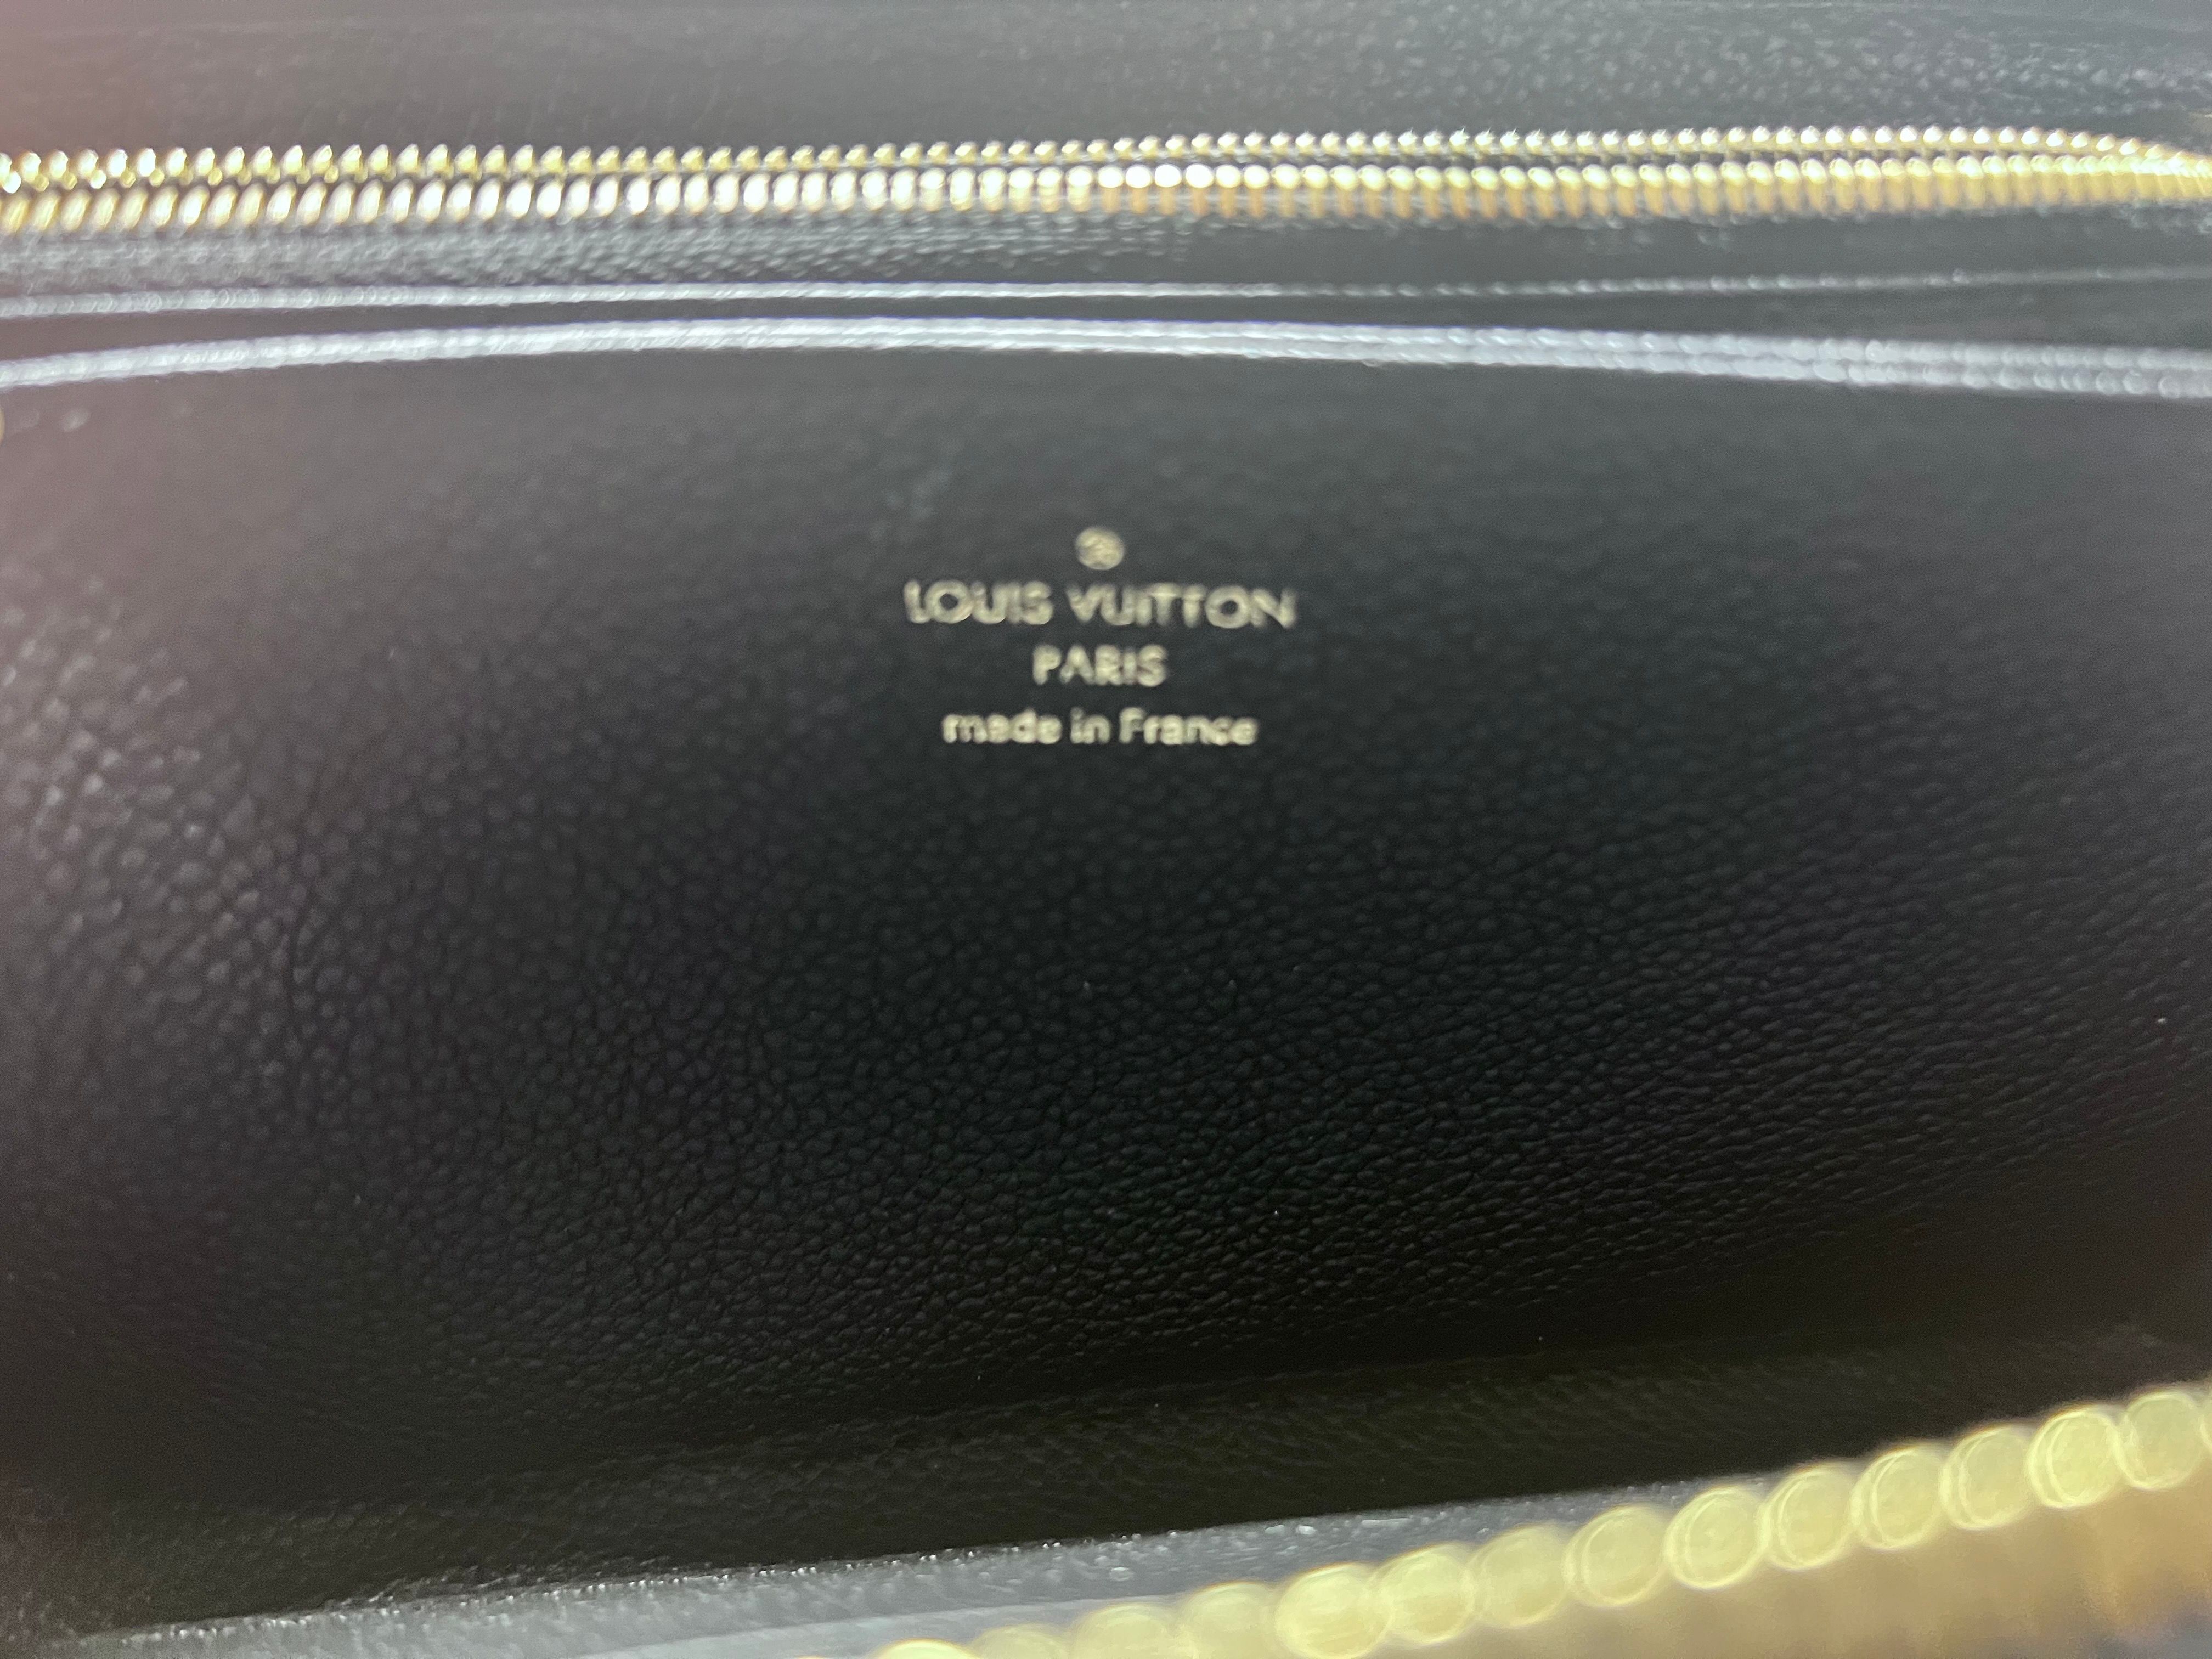 ®
LOUIS VUITTON
PARIS
made in France